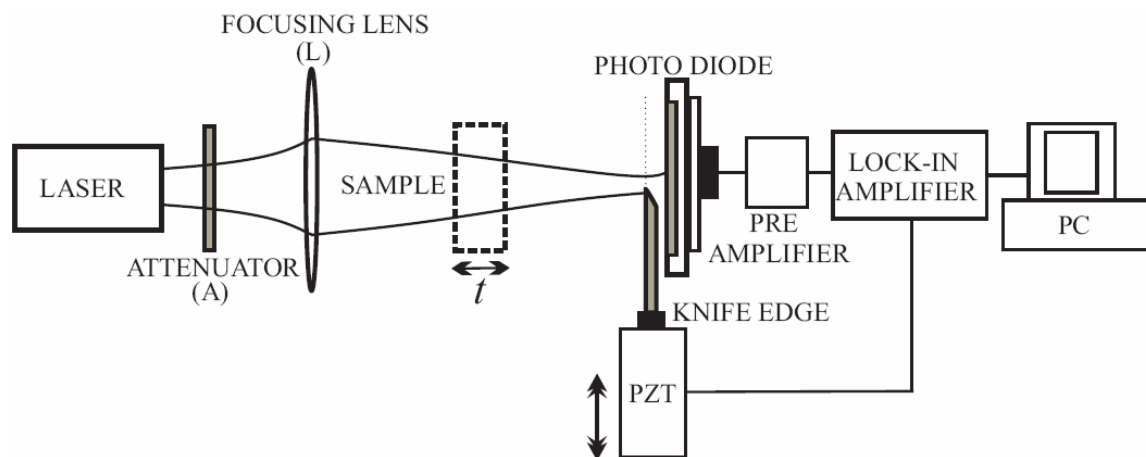 FOCUSING LENS
(L)
PHOTO DIODE
LASER
SAMPLE
LOCK-IN
AMPLIFIER
PRE
AMPLIFIER
PC
ATTENUATOR
(A)
t
KNIFE EDGE
PZT